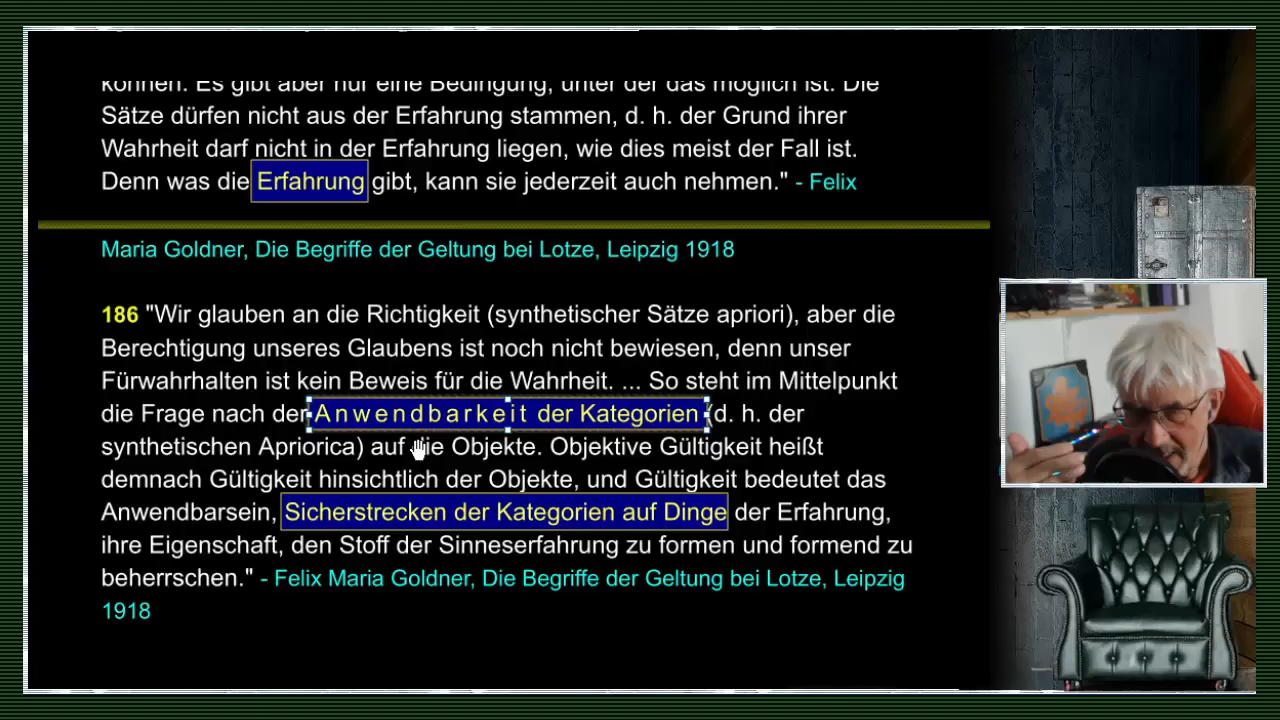 können. Es gibt aber nur eine Bedingung, unter der das möglich ist. Die
Sätze dürfen nicht aus der Erfahrung stammen, d. h. der Grund ihrer
Wahrheit darf nicht in der Erfahrung liegen, wie dies meist der Fall ist.
Denn was die Erfahrung gibt, kann sie jederzeit auch nehmen." - Felix
Maria Goldner, Die Begriffe der Geltung bei Lotze, Leipzig 1918
186 "Wir glauben an die Richtigkeit (synthetischer Sätze apriori), aber die
Berechtigung unseres Glaubens ist noch nicht bewiesen, denn unser
Fürwahrhalten ist kein Beweis für die Wahrheit. ... So steht im Mittelpunkt
die Frage nach der Anwendbarkeit der Kategorien (d. h. der
synthetischen Apriorica) auf die Objekte. Objektive Gültigkeit heißt
demnach Gültigkeit hinsichtlich der Objekte, und Gültigkeit bedeutet das
Anwendbarsein, Sicherstrecken der Kategorien auf Dinge der Erfahrung,
ihre Eigenschaft, den Stoff der Sinneserfahrung zu formen und formend zu
beherrschen." - Felix Maria Goldner, Die Begriffe der Geltung bei Lotze, Leipzig
1918